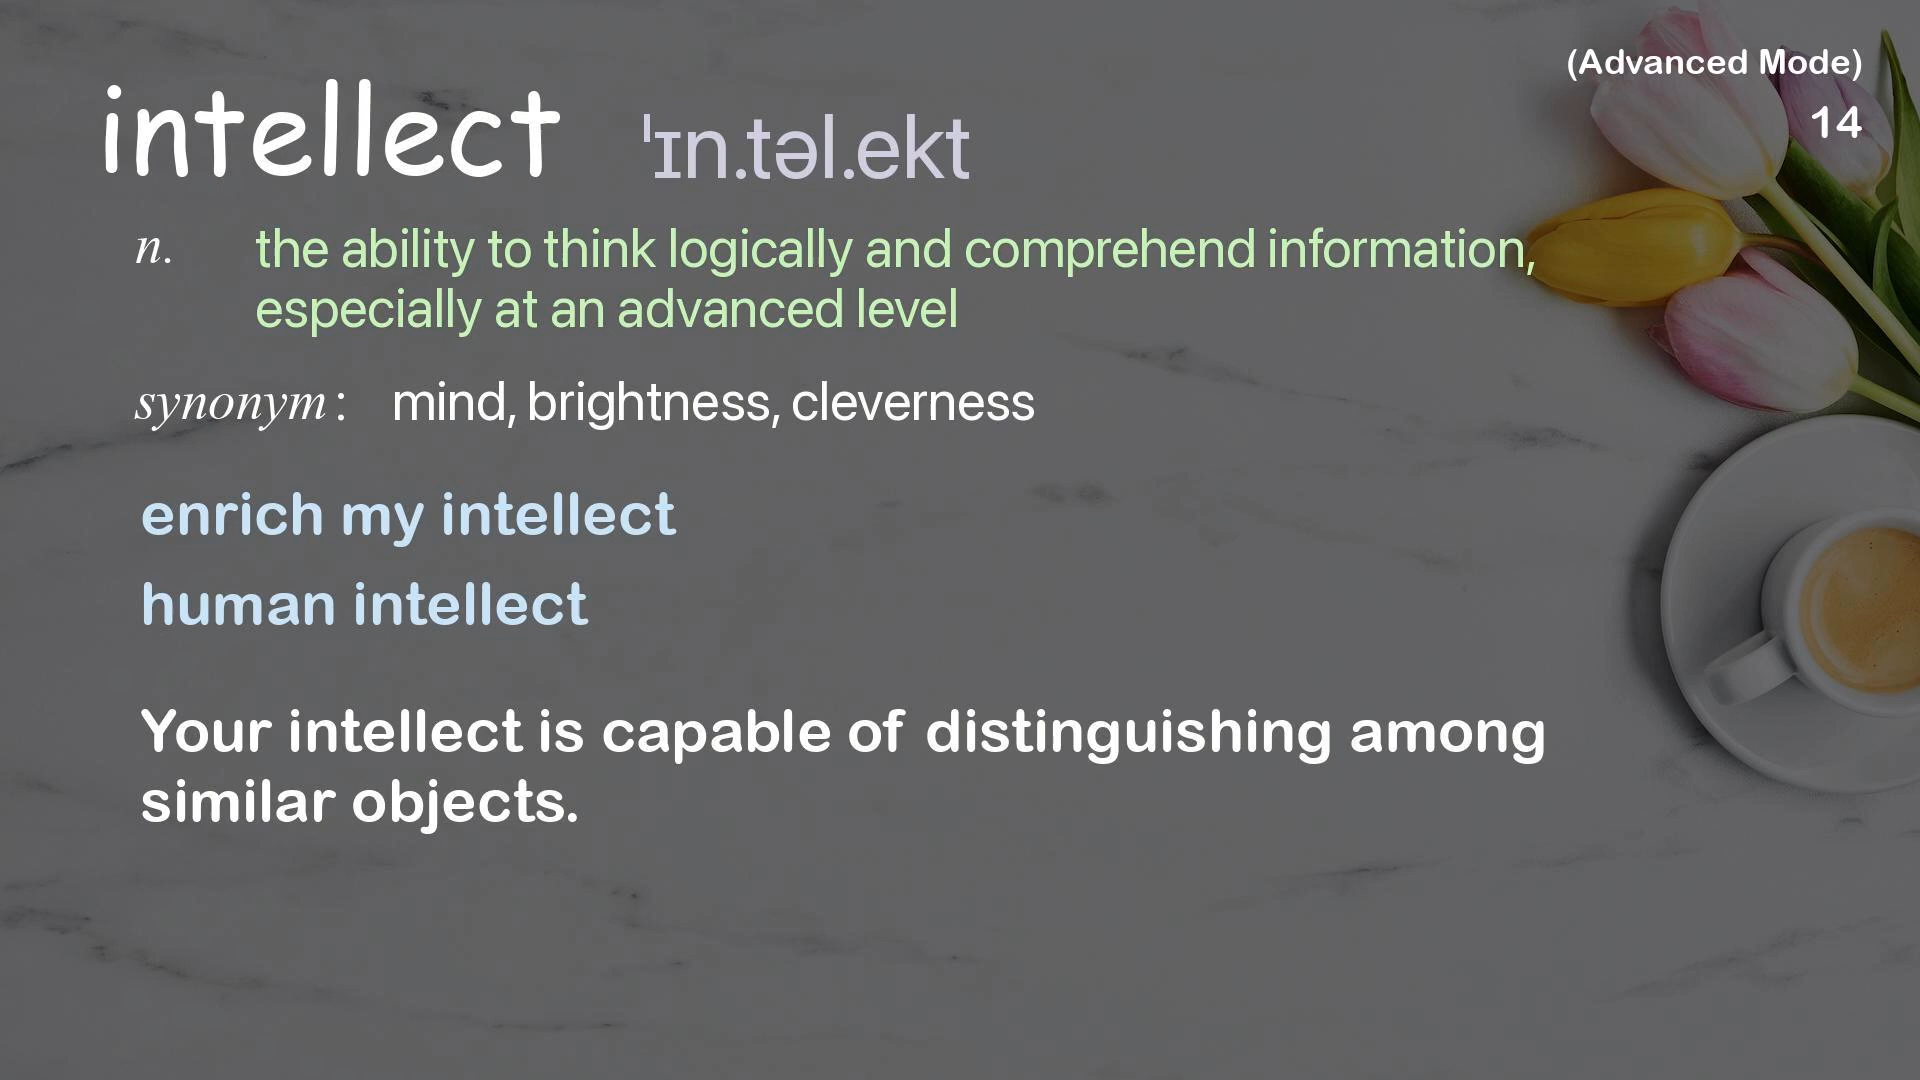 (Advanced Mode)
14
intellect ˈɪn.təl.ekt
n. the ability to think logically and comprehend information,
especially at an advanced level
synonym : mind, brightness, cleverness
enrich my intellect
human intellect
Your intellect is capable of distinguishing among
similar objects.